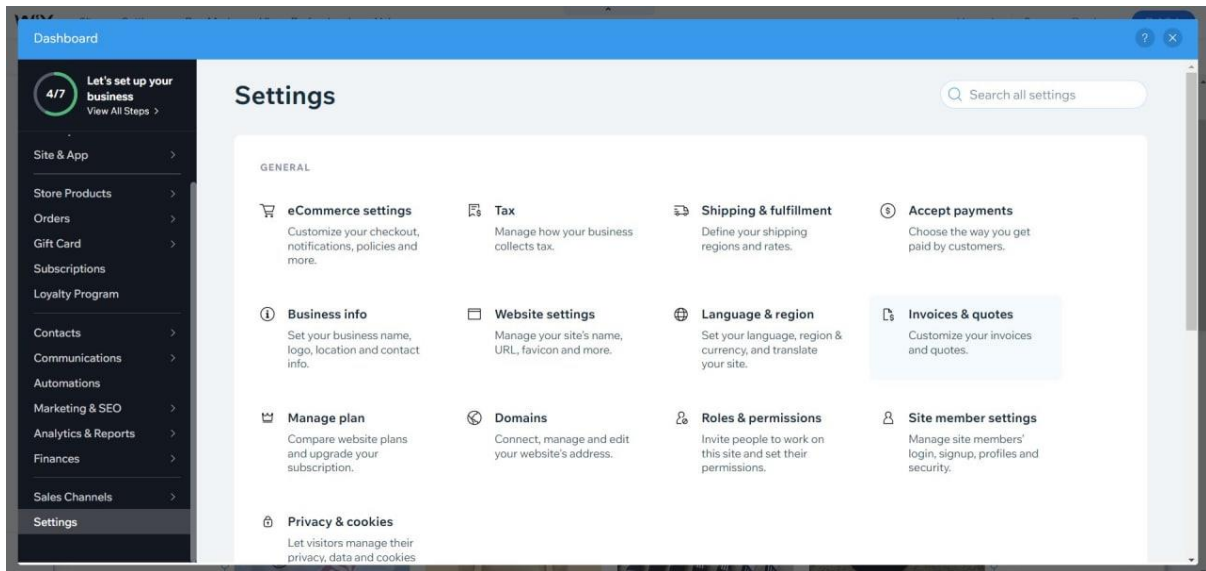 WiX
Dashboard
?
4/7
Let's set up your
business
View All Steps >
Site & App
Store Products
Orders
Gift Card
Subscriptions
Loyalty Program
Contacts
Communications
Automations
Marketing & SEO
Analytics & Reports
Finances
Sales Channels
Settings
Settings
Search all settings
GENERAL
eCommerce settings
Customize your checkout,
notifications, policies and
more.
Tax
Manage how your business
collects tax.
Shipping & fulfillment
Define your shipping
regions and rates.
Accept payments
Choose the way you get
paid by customers.
Business info
Set your business name,
logo, location and contact
info.
Website settings
Manage your site's name,
URL, favicon and more.
Language & region
Set your language, region &
currency, and translate
your site.
Invoices & quotes
Customize your invoices
and quotes.
Manage plan
Compare website plans
and upgrade your
subscription.
Domains
Connect, manage and edit
your website's address.
Roles & permissions
Invite people to work on
this site and set their
permissions.
Site member settings
Manage site members'
login, signup, profiles and
security.
Privacy & cookies
Let visitors manage their
privacy, data and cookies